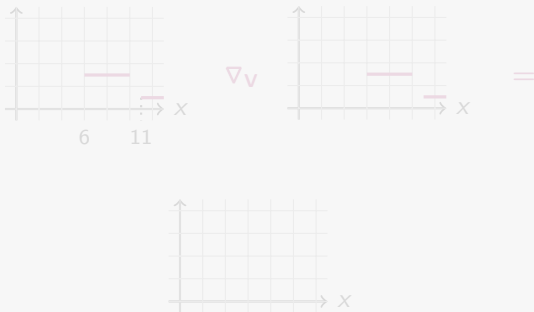 x ∇ᵥ x =
6 11
x